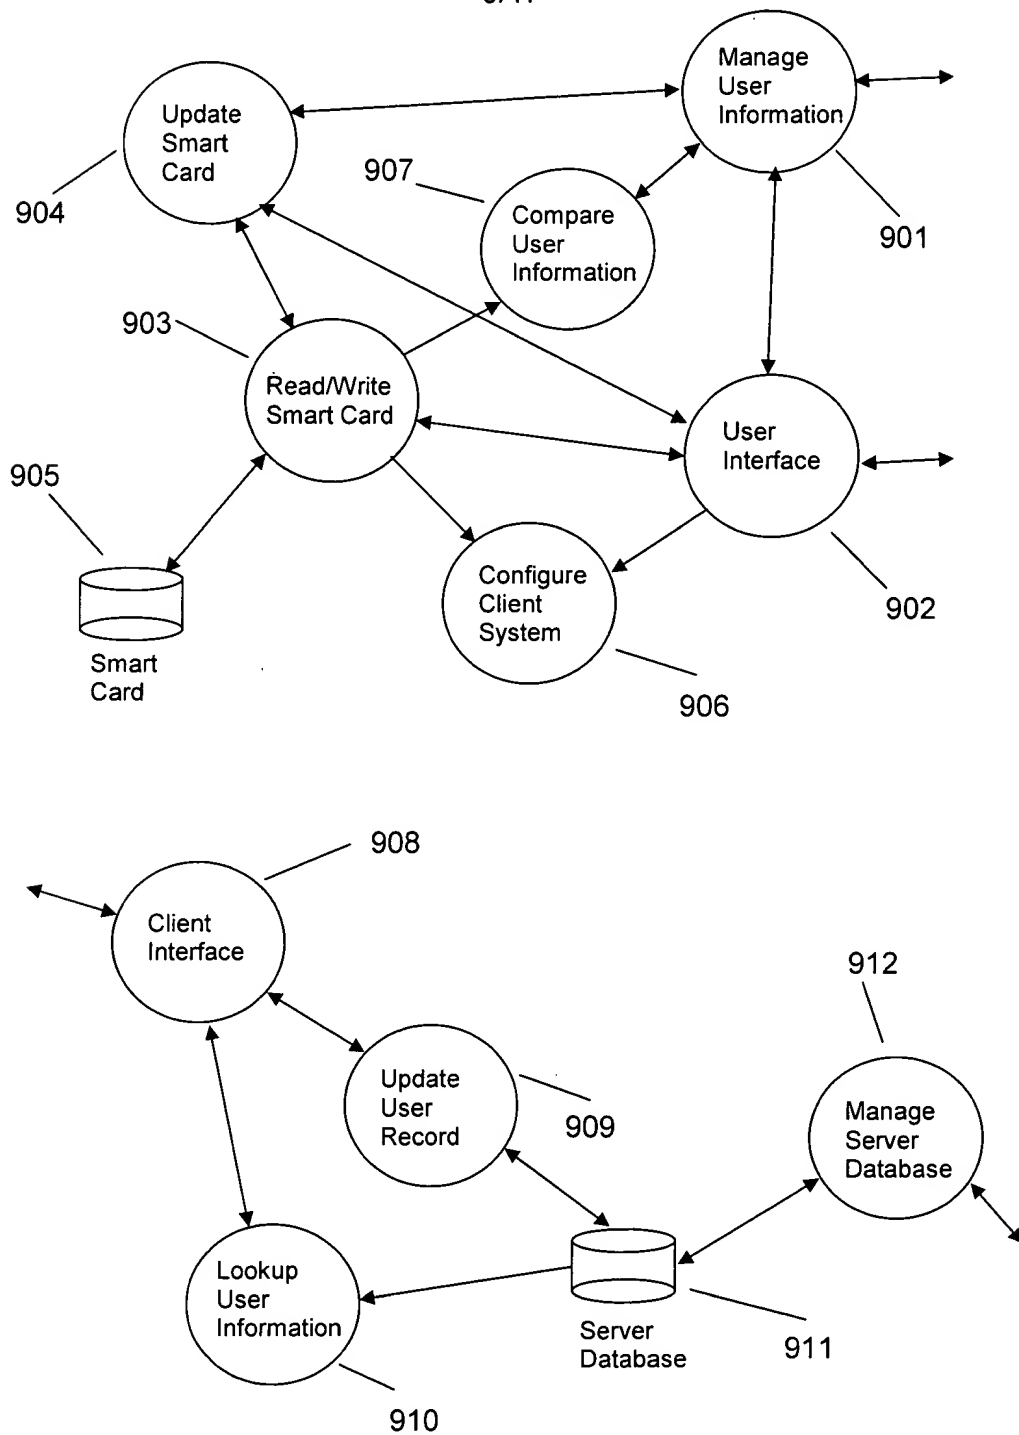 Manage
User
Information
Update
Smart
Card
907
904
Compare
User
Information
901
903
Read/Write
Smart Card
User
Interface
905
Configure
Client
System
902
Smart
Card
906
908
Client
Interface
912
Update
User
Record
909
Manage
Server
Database
Lookup
User
Information
Server
Database
911
910